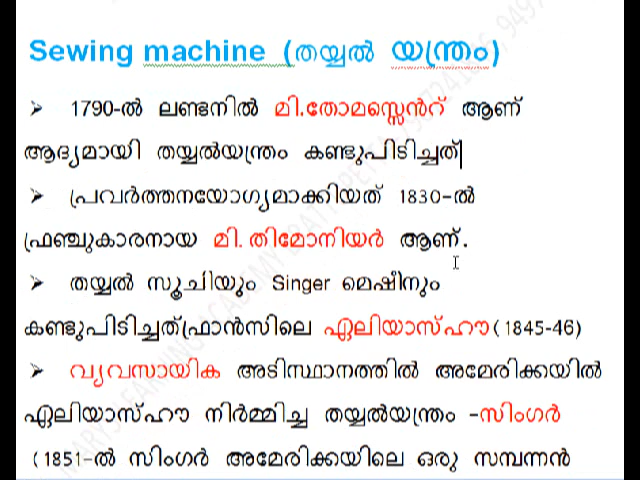 Sewing machine (തയ്യൽ യന്ത്രം)
➢ 1790-ൽ ലണ്ടനിൽ മി.തോമസ്സെൻറ് ആണ്
ആദ്യമായി തയ്യൽയന്ത്രം കണ്ടുപിടിച്ചത്
➢ പ്രവർത്തനയോഗ്യമാക്കിയത് 1830-ൽ
ഫ്രഞ്ചുകാരനായ മി. തിമോനിയർ ആണ്.
➢ തയ്യൽ സൂചിയും Singer മെഷീനും
കണ്ടുപിടിച്ചത്ഫ്രാൻസിലെ ഏലിയാസ്ഹൗ (1845-46)
➢ വ്യവസായിക അടിസ്ഥാനത്തിൽ അമേരിക്കയിൽ
ഏലിയാസ്ഹൗ നിർമ്മിച്ച തയ്യൽയന്ത്രം -സിംഗർ
(1851-ൽ സിംഗർ അമേരിക്കയിലെ ഒരു സമ്പന്നൻ